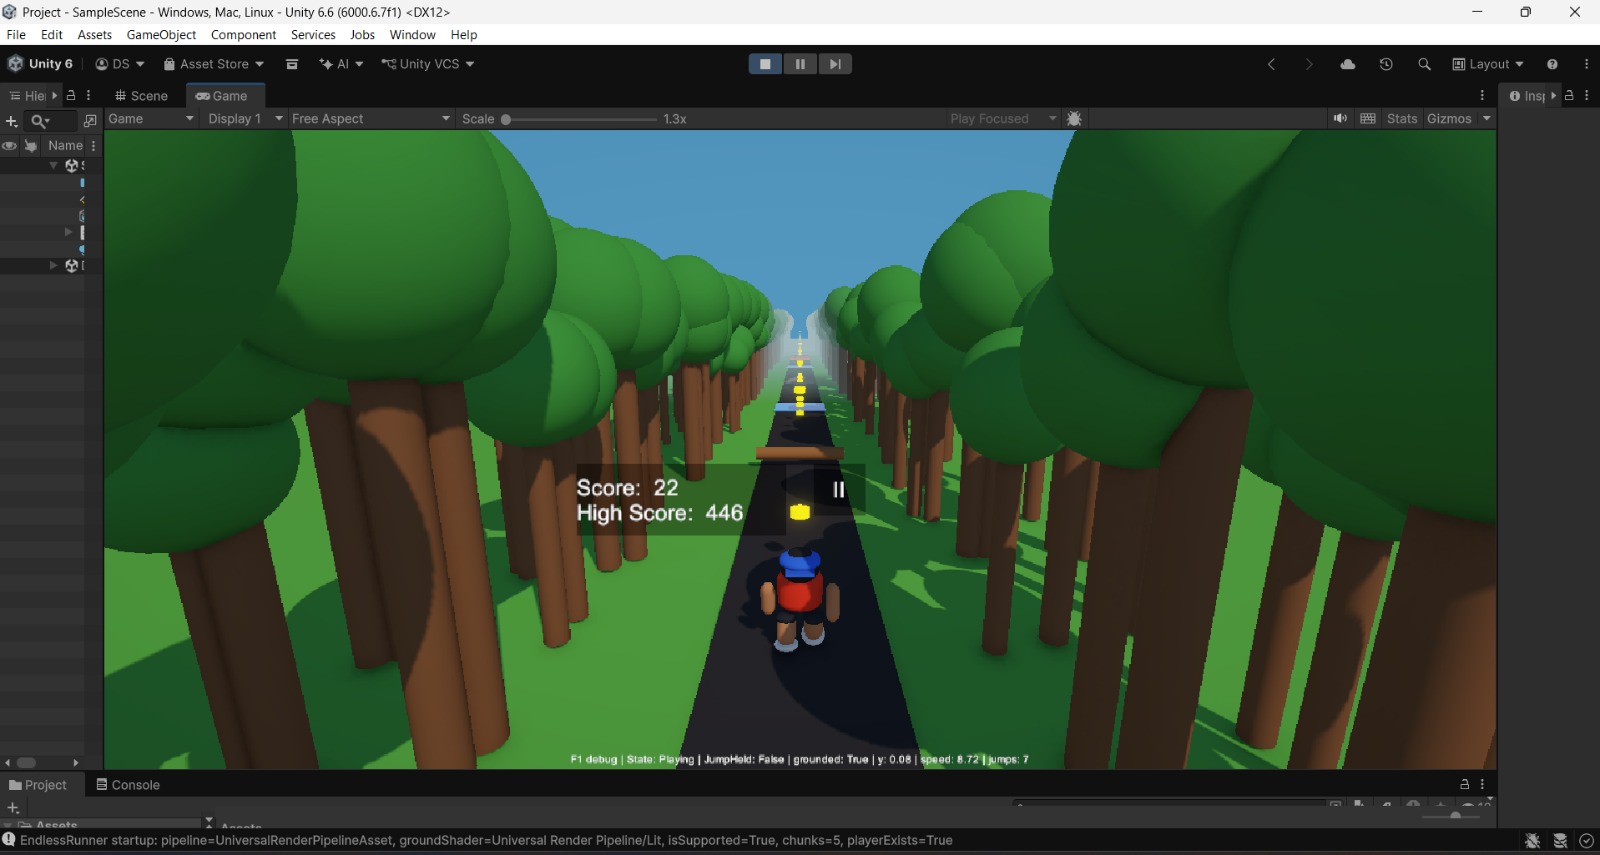 Project - SampleScene - Windows, Mac, Linux - Unity 6.6 (6000.6.7f1) <DX12>
File Edit Assets GameObject Component Services Jobs Window Help
Unity 6 DS Asset Store AI Unity VCS Layout
Hie Scene Game Insp
Game Display 1 Free Aspect Scale 1.3x Play Focused Stats Gizmos
Name
Score: 22
High Score: 446
F1 debug | State: Playing | JumpHeld: False | grounded: True | y: 0.08 | speed: 8.72 | jumps: 7
Project Console
Assets Assets
EndlessRunner startup: pipeline=UniversalRenderPipelineAsset, groundShader=Universal Render Pipeline/Lit, isSupported=True, chunks=5, playerExists=True